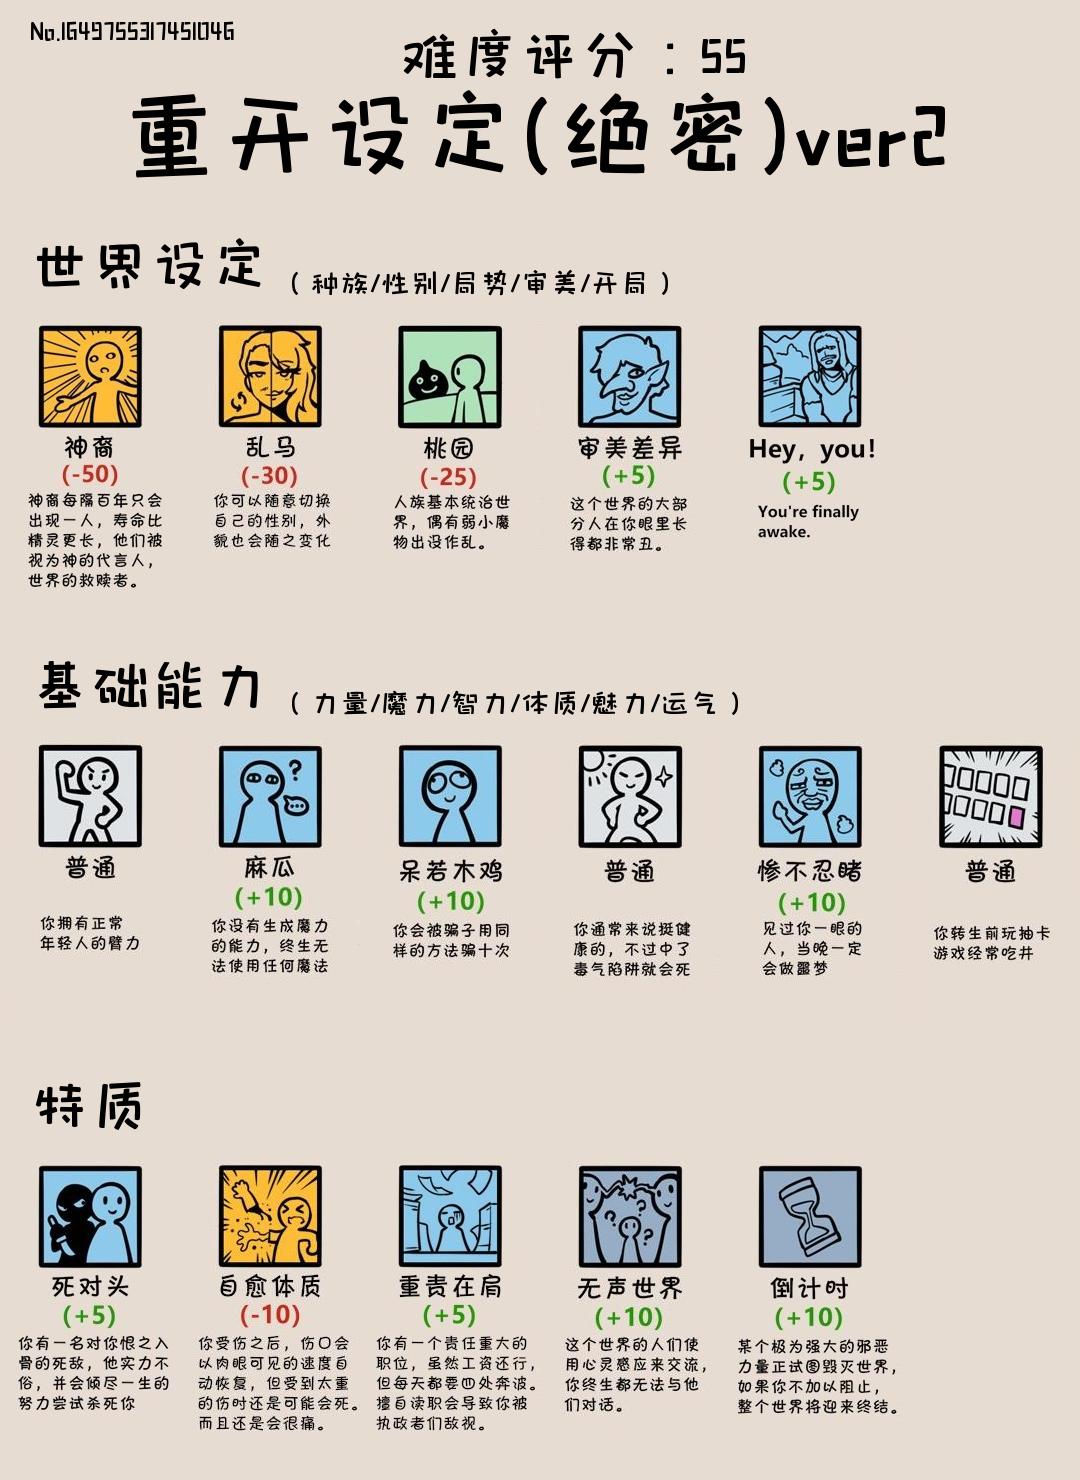 No.1649755317451046
难度评分：55
重开设定(绝密)ver2
世界设定
( 种族/性别/局势/审美/开局 )
神裔
(-50)
神裔每隔百年只会
出现一人，寿命比
精灵更长，他们被
视为神的代言人，
世界的救赎者。
乱马
(-30)
你可以随意切换
自己的性别，外
貌也会随之变化
桃园
(-25)
人族基本统治世
界，偶有弱小魔
物出设作乱。
审美差异
(+5)
这个世界的大部
分人在你眼里长
得都非常丑。
Hey, you!
(+5)
You're finally
awake.
基础能力
( 力量/魔力/智力/体质/魅力/运气 )
普通
你拥有正常
年轻人的臂力
麻瓜
(+10)
你没有生成魔力
的能力，终生无
法使用任何魔法
呆若木鸡
(+10)
你会被骗子用同
样的方法骗十次
普通
你通常来说挺健
康的，不过中了
毒气陷阱就会死
惨不忍睹
(+10)
见过你一眼的
人，当晚一定
会做噩梦
普通
你转生前玩抽卡
游戏经常吃井
特质
死对头
(+5)
你有一名对你恨之入
骨的死敌，他实力不
俗，并会倾尽一生的
努力尝试杀死你
自愈体质
(-10)
你受伤之后，伤口会
以肉眼可见的速度自
动恢复，但受到太重
的伤时还是可能会死。
而且还是会很痛。
重责在肩
(+5)
你有一个责任重大的
职位，虽然工资还行，
但每天都要四处奔波。
擅自读职会导致你被
执政者们敌视。
无声世界
(+10)
这个世界的人们使
用心灵感应来交流，
你终生都无法与他
们对话。
倒计时
(+10)
某个极为强大的邪恶
力量正试图毁灭世界，
如果你不加以阻止，
整个世界将迎来终结。